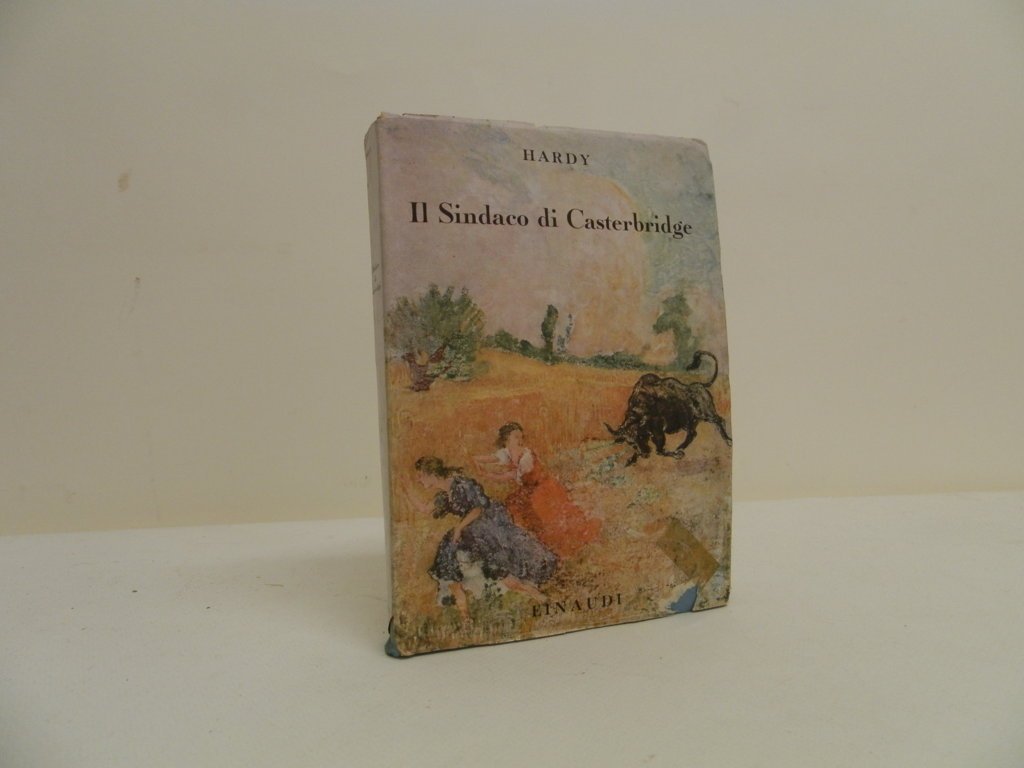 HARDY
Il Sindaco di Casterbridge
EINAUDI